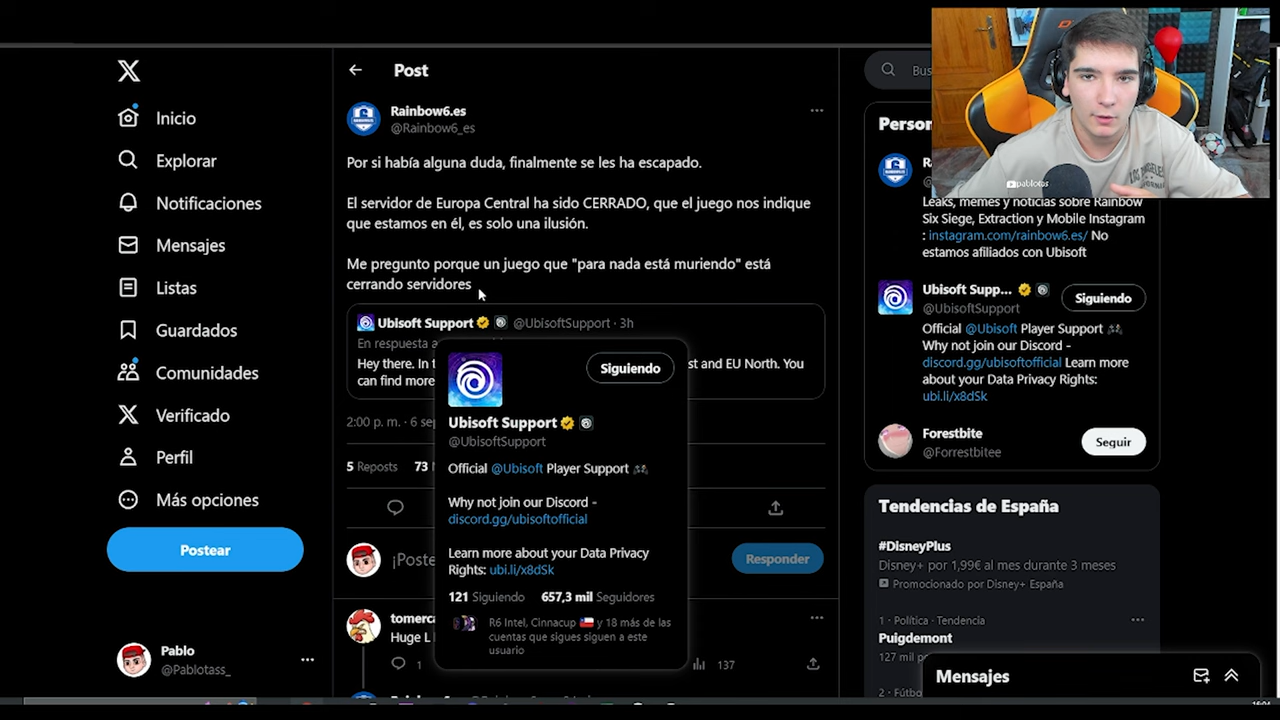 Inicio
Explorar
Notificaciones
Mensajes
Listas
Guardados
Comunidades
Verificado
Perfil
Más opciones
Postear
Pablo
@Pablotass_
Post
Rainbow6.es
@Rainbow6_es
Por si había alguna duda, finalmente se les ha escapado.
El servidor de Europa Central ha sido CERRADO, que el juego nos indique
que estamos en él, es solo una ilusión.
Me pregunto porque un juego que "para nada está muriendo" está
cerrando servidores
Ubisoft Support @UbisoftSupport · 3h
En respuesta a
Hey there. In and EU North. You
can find more
2:00 p. m. · 6
5 Reposts 73
Ubisoft Support
@UbisoftSupport
Siguiendo
Official @Ubisoft Player Support
Why not join our Discord -
discord.gg/ubisoftofficial
Learn more about your Data Privacy
Rights: ubi.li/x8dSk
121 Siguiendo 657,3 mil Seguidores
R6 Intel, Cinnacup y 18 más de las
cuentas que sigues siguen a este
usuario
Responder
Huge L
1 137
Leaks, memes y noticias sobre Rainbow
Six Siege, Extraction y Mobile Instagram
: instagram.com/rainbow6.es/ No
estamos afiliados con Ubisoft
Ubisoft Supp...
@UbisoftSupport
Siguiendo
Official @Ubisoft Player Support
Why not join our Discord -
discord.gg/ubisoftofficial Learn more
about your Data Privacy Rights:
ubi.li/x8dSk
Forestbite
@Forrestbitee
Seguir
Tendencias de España
#DisneyPlus
Disney+ por 1,99€ al mes durante 3 meses
Promocionado por Disney+ España
1 · Política · Tendencia
Puigdemont
127 mil
Mensajes
LOS ANGELES
pablotas